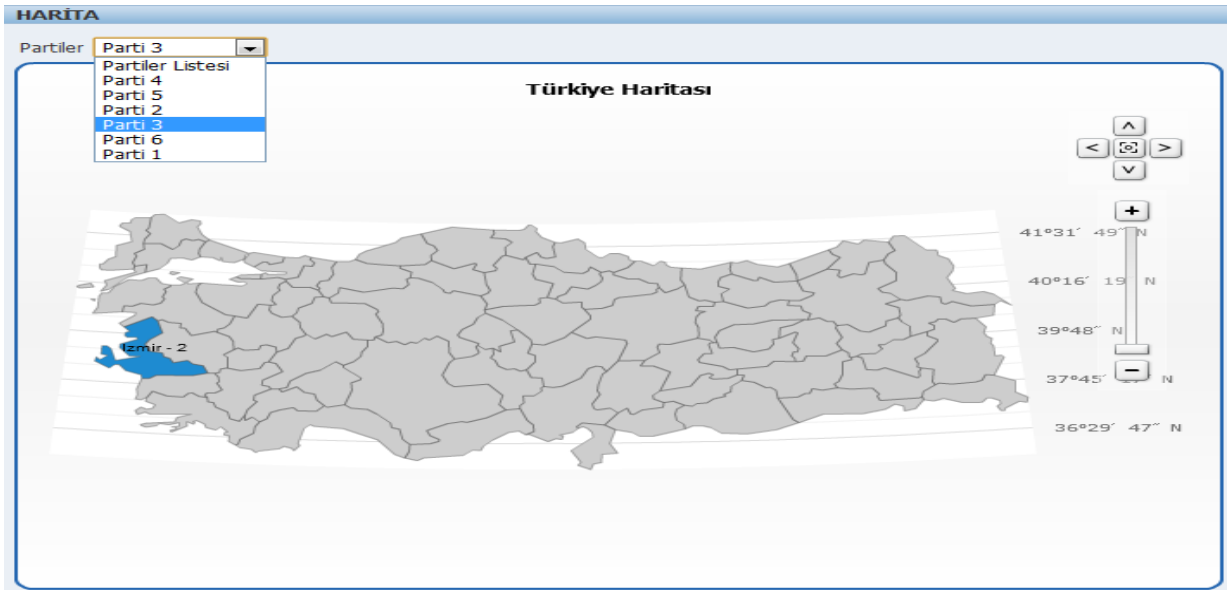 HARİTA
Partiler Parti 3
Partiler Listesi
Parti 4
Parti 5
Parti 2
Parti 3
Parti 6
Parti 1
Türkiye Haritası
41°31′ 49″ N
40°16′ 19 N
39°48″ N
37°45′ N
36°29′ 47″ N
İzmir - 2